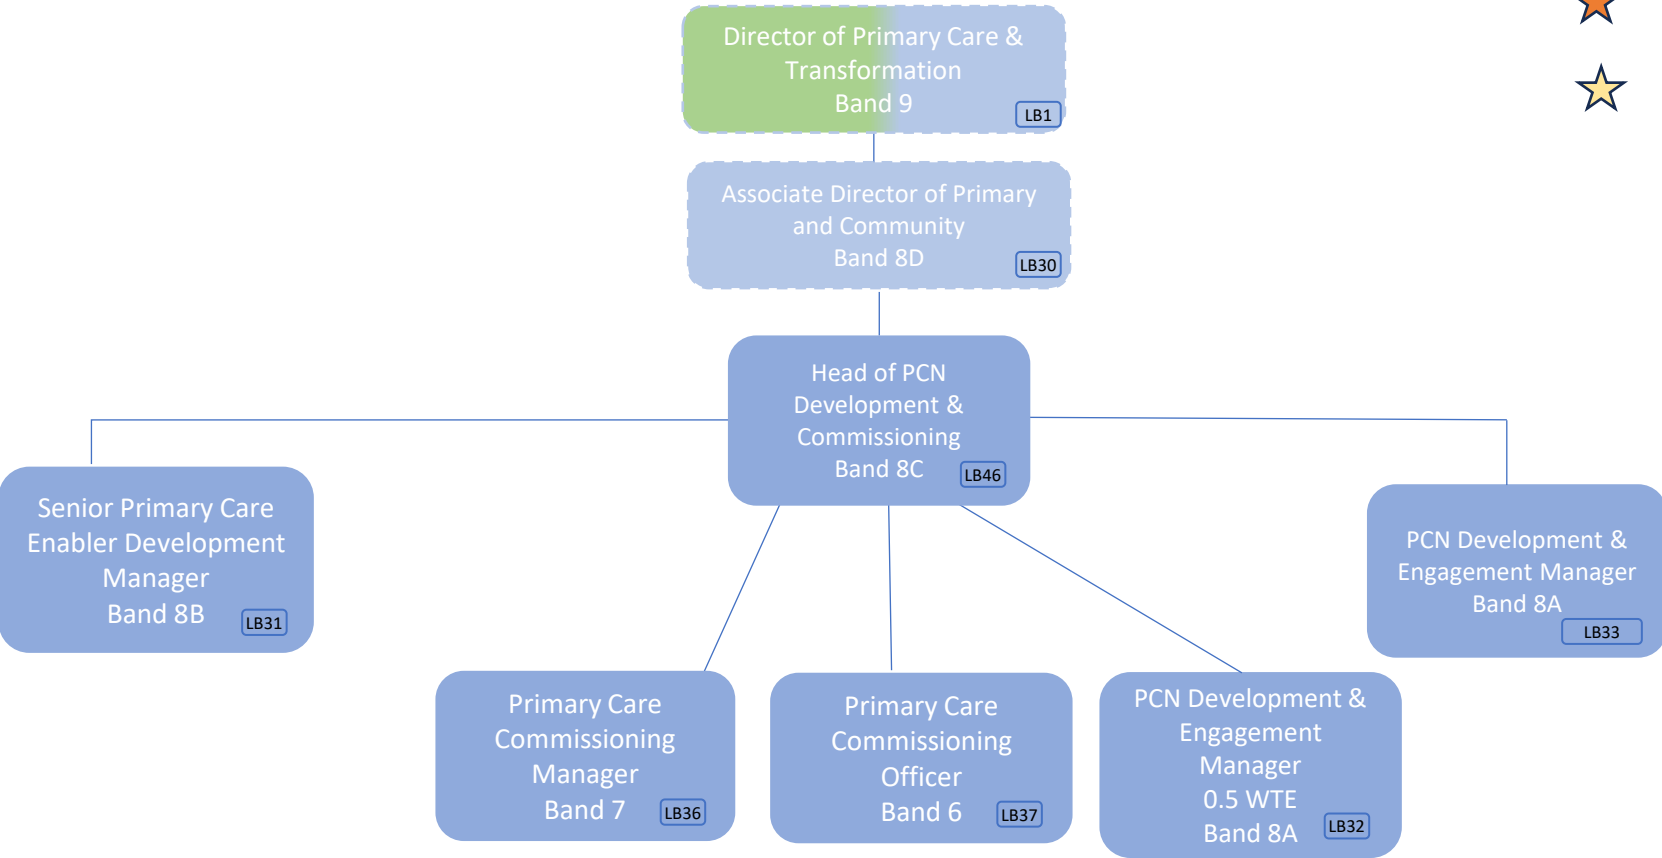 Director of Primary Care &
Transformation
Band 9
LB1
Associate Director of Primary
and Community
Band 8D
LB30
Head of PCN
Development &
Commissioning
Band 8C
LB46
Senior Primary Care
Enabler Development
Manager
Band 8B
LB31
PCN Development &
Engagement Manager
Band 8A
LB33
Primary Care
Commissioning
Manager
Band 7
LB36
Primary Care
Commissioning
Officer
Band 6
LB37
PCN Development &
Engagement
Manager
0.5 WTE
Band 8A
LB32